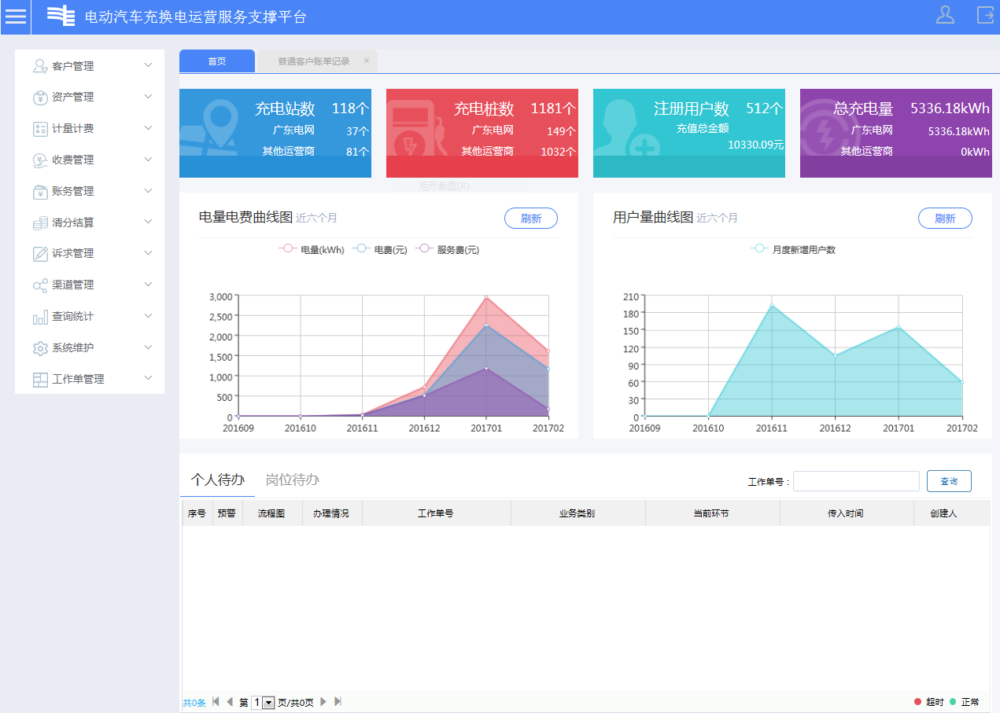 电动汽车充换电运营服务支撑平台
客户管理
资产管理
计量计费
收费管理
账务管理
清分结算
诉求管理
渠道管理
查询统计
系统维护
工作单管理
首页 普通客户账单记录 ×
充电站数 118个
广东电网 37个
其他运营商 81个
充电桩数 1181个
广东电网 149个
其他运营商 1032个
注册用户数 512个
充值总金额
10330.09元
总充电量 5336.18kWh
广东电网 5336.18kWh
其他运营商 0kWh
矩形截图(R)
电量电费曲线图 近六个月 刷新
电量(kWh) 电费(元) 服务费(元)
3,000
2,500
2,000
1,500
1,000
500
0
201609 201610 201611 201612 201701 201702
用户量曲线图 近六个月 刷新
月度新增用户数
210
180
150
120
90
60
30
0
201609 201610 201611 201612 201701 201702
个人待办 岗位待办 工作单号： 查询
序号 预警 流程图 办理情况 工作单号 业务类别 当前环节 传入时间 创建人
共0条 第 1 页/共0页 超时 正常